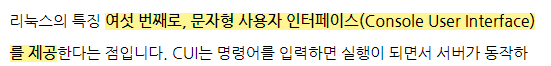 리눅스의 특징 여섯 번째로, 문자형 사용자 인터페이스(Console User Interface)
를 제공한다는 점입니다. CUI는 명령어를 입력하면 실행이 되면서 서버가 동작하